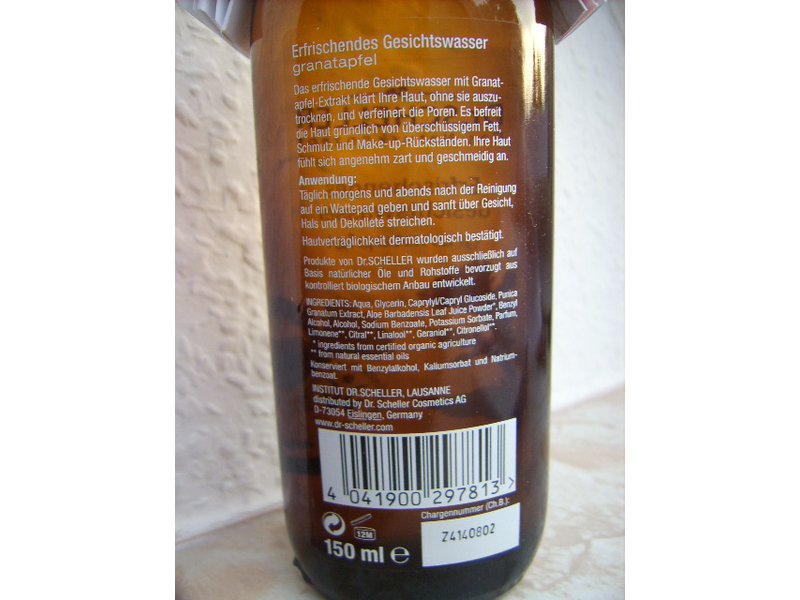 Erfrischendes Gesichtswasser
granatapfel
Das erfrischende Gesichtswasser mit Granat-
apfel-Extrakt klärt Ihre Haut, ohne sie auszu-
trocknen, und verfeinert die Poren. Es befreit
die Haut gründlich von überschüssigem Fett,
Schmutz und Make-up-Rückständen. Ihre Haut
fühlt sich angenehm zart und geschmeidig an.
Anwendung:
Täglich morgens und abends nach der Reinigung
auf ein Wattepad geben und sanft über Gesicht,
Hals und Dekolleté streichen.
Hautverträglichkeit dermatologisch bestätigt.
Produkte von Dr.SCHELLER wurden ausschließlich auf
Basis natürlicher Öle und Rohstoffe bevorzugt aus
kontrolliert biologischem Anbau entwickelt.
INGREDIENTS: Aqua, Glycerin, Caprylyl/Capryl Glucoside, Punica
Granatum Extract, Aloe Barbadensis Leaf Juice Powder*, Benzyl
Alcohol, Alcohol, Sodium Benzoate, Potassium Sorbate, Parfum,
Limonene**, Citral**, Linalool**, Geraniol**, Citronellol**.
* ingredients from certified organic agriculture
** from natural essential oils
Konserviert mit Benzylalkohol, Kaliumsorbat und Natrium-
benzoat.
INSTITUT DR.SCHELLER, LAUSANNE
distributed by Dr. Scheller Cosmetics AG
D-73054 Eislingen, Germany
www.dr-scheller.com
4 041900 297813 >
Chargennummer (Ch.B.):
Z4140802
12M
150 ml e